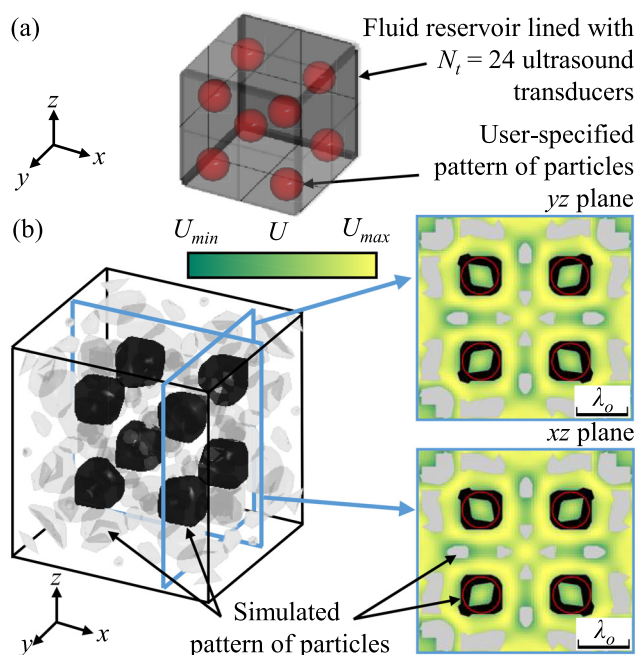 (a)
Fluid reservoir lined with
N_t = 24 ultrasound
transducers
z
x
y
User-specified
pattern of particles
yz plane
(b)
U_min U U_max
λ_o
xz plane
z
x
y
Simulated
pattern of particles
λ_o